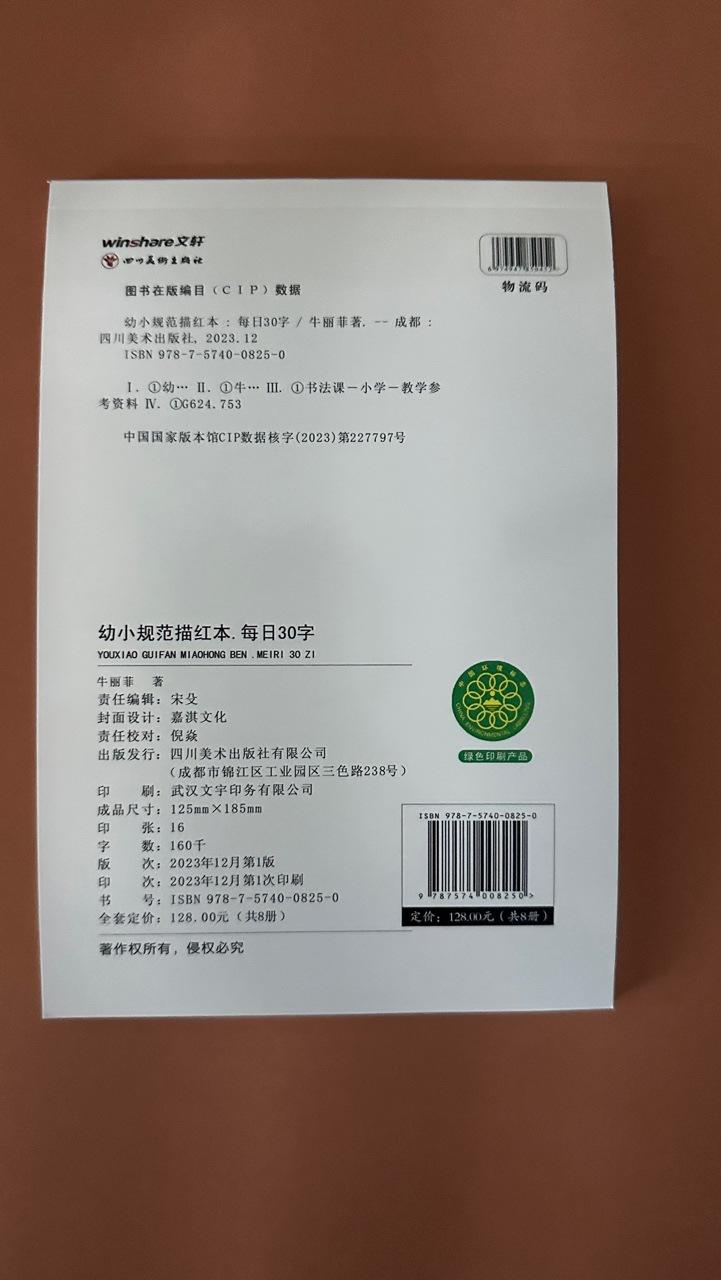 winshare文轩
四川美术出版社
物流码
图书在版编目（CIP）数据
幼小规范描红本 : 每日30字 / 牛丽菲著. -- 成都 :
四川美术出版社, 2023.12
ISBN 978-7-5740-0825-0
Ⅰ. ①幼… Ⅱ. ①牛… Ⅲ. ①书法课－小学－教学参
考资料 Ⅳ. ①G624.753
中国国家版本馆CIP数据核字(2023)第227797号
幼小规范描红本.每日30字
YOUXIAO GUIFAN MIAOHONG BEN .MEIRI 30 ZI
牛丽菲 著
责任编辑：宋殳
封面设计：嘉淇文化
责任校对：倪焱
出版发行：四川美术出版社有限公司
（成都市锦江区工业园区三色路238号）
印 刷：武汉文宇印务有限公司
成品尺寸：125mm×185mm
印 张：16
字 数：160千
版 次：2023年12月第1版
印 次：2023年12月第1次印刷
书 号：ISBN 978-7-5740-0825-0
全套定价：128.00元（共8册）
著作权所有，侵权必究
中国环境标志
CHINA ENVIRONMENTAL LABELLING
绿色印刷产品
ISBN 978-7-5740-0825-0
9 787574 008250 >
定价：128.00元（共8册）